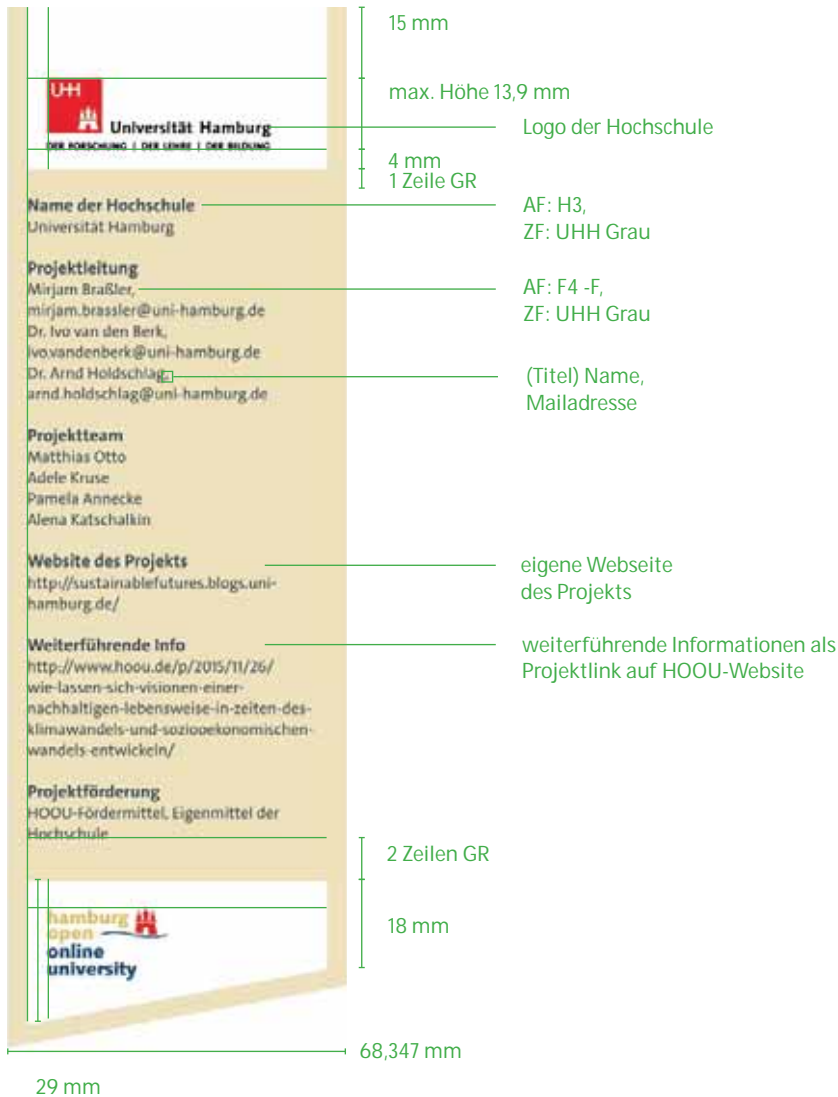 15 mm
UHH
max. Höhe 13,9 mm
Universität Hamburg
Logo der Hochschule
DER FORSCHUNG | DER LEHRE | DER BILDUNG
4 mm
1 Zeile GR
Name der Hochschule
AF: H3,
Universität Hamburg
ZF: UHH Grau
Projektleitung
Mirjam Braßler,
AF: F4 -F,
mirjam.brassler@uni-hamburg.de
ZF: UHH Grau
Dr. Ivo van den Berk,
ivo.vandenberk@uni-hamburg.de
Dr. Arnd Holdschlag,
(Titel) Name,
arnd.holdschlag@uni-hamburg.de
Mailadresse
Projektteam
Matthias Otto
Adele Kruse
Pamela Annecke
Alena Katschalkin
Website des Projekts
eigene Webseite
http://sustainablefutures.blogs.uni-
des Projekts
hamburg.de/
Weiterführende Info
weiterführende Informationen als
http://www.hoou.de/p/2015/11/26/
Projektlink auf HOOU-Website
wie-lassen-sich-visionen-einer-
nachhaltigen-lebensweise-in-zeiten-des-
klimawandels-und-soziooekonomischen-
wandels-entwickeln/
Projektförderung
HOOU-Fördermittel, Eigenmittel der
Hochschule
2 Zeilen GR
hamburg
open
18 mm
online
university
68,347 mm
29 mm